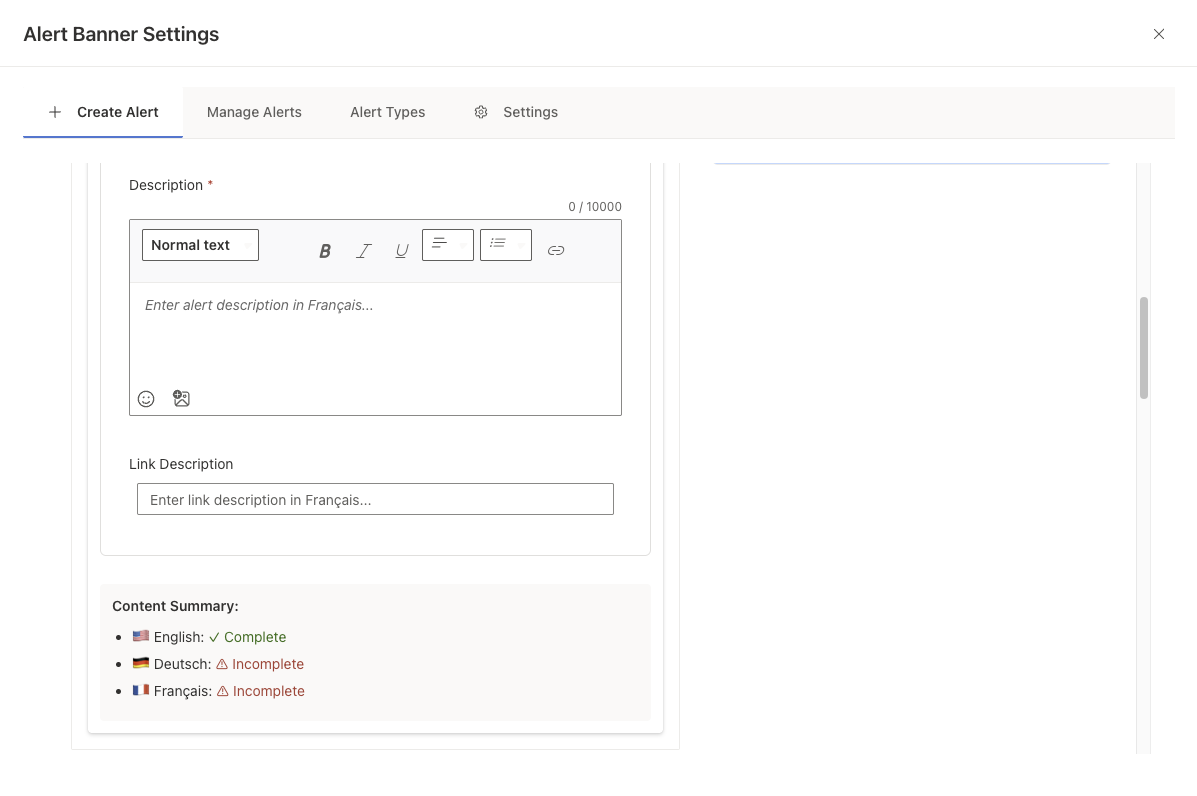 Alert Banner Settings
Create Alert Manage Alerts Alert Types Settings
Description *
0 / 10000
Normal text B I U
Enter alert description in Français...
Link Description
Enter link description in Français...
Content Summary:
English: ✓ Complete
Deutsch: ⚠ Incomplete
Français: ⚠ Incomplete